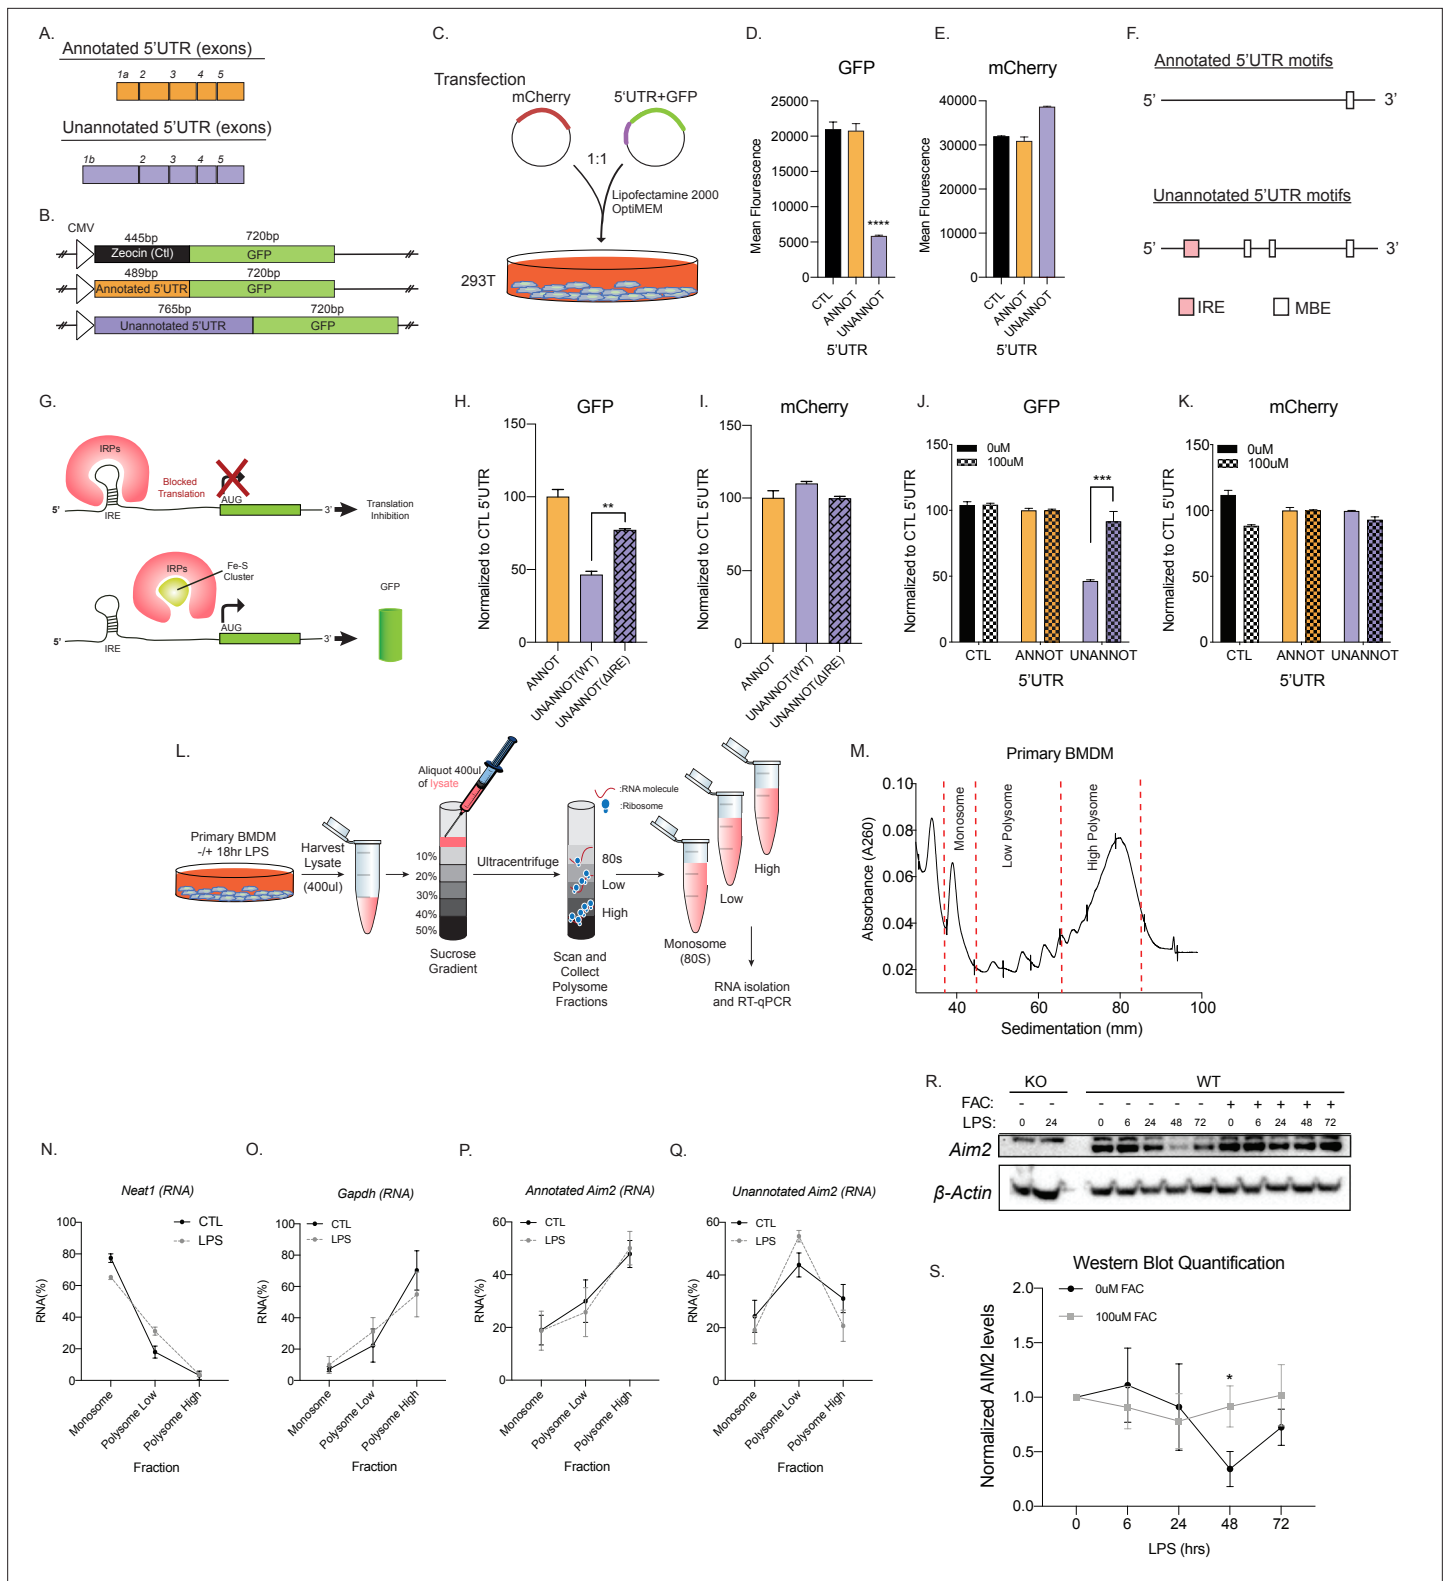 A.
Annotated 5'UTR (exons)
1a 2 3 4 5
Unannotated 5'UTR (exons)
1b 2 3 4 5
B.
CMV
445bp 720bp
Zeocin (Ctl) GFP
489bp 720bp
Annotated 5'UTR GFP
765bp 720bp
Unannotated 5'UTR GFP
C.
Transfection
mCherry 5'UTR+GFP
1:1
Lipofectamine 2000
OptiMEM
293T
D.
GFP
Mean Flourescence
25000
20000
15000
10000
5000
0
****
CTL ANNOT UNANNOT
5'UTR
E.
mCherry
Mean Flourescence
40000
30000
20000
10000
0
CTL ANNOT UNANNOT
5'UTR
F.
Annotated 5'UTR motifs
5' 3'
Unannotated 5'UTR motifs
5' 3'
IRE MBE
G.
IRPs
Blocked
Translation
AUG
5' IRE 3'
Translation
Inhibition
IRPs
Fe-S
Cluster
GFP
AUG
5' IRE 3'
H.
GFP
Normalized to CTL 5'UTR
150
100
50
0
**
ANNOT UNANNOT(WT) UNANNOT(ΔIRE)
I.
mCherry
Normalized to CTL 5'UTR
150
100
50
0
ANNOT UNANNOT(WT) UNANNOT(ΔIRE)
J.
GFP
Normalized to CTL 5'UTR
150
100
50
0
0uM
100uM
***
CTL ANNOT UNANNOT
5'UTR
K.
mCherry
Normalized to CTL 5'UTR
150
100
50
0
0uM
100uM
CTL ANNOT UNANNOT
5'UTR
L.
Primary BMDM
-/+ 18hr LPS
Harvest
Lysate
(400ul)
Aliquot 400ul
of lysate
10%
20%
30%
40%
50%
Sucrose
Gradient
Ultracentrifuge
:RNA molecule
:Ribosome
80s
Low
High
Scan and
Collect
Polysome
Fractions
Monosome
(80S)
Low
High
RNA isolation
and RT-qPCR
M.
Primary BMDM
Absorbance (A260)
0.10
0.08
0.06
0.04
0.02
Monosome
Low Polysome
High Polysome
40 60 80 100
Sedimentation (mm)
N.
Neat1 (RNA)
RNA(%)
100
80
60
40
20
0
CTL
LPS
Monosome Polysome Low Polysome High
Fraction
O.
Gapdh (RNA)
RNA(%)
100
80
60
40
20
0
CTL
LPS
Monosome Polysome Low Polysome High
Fraction
P.
Annotated Aim2 (RNA)
RNA(%)
60
40
20
0
CTL
LPS
Monosome Polysome Low Polysome High
Fraction
Q.
Unannotated Aim2 (RNA)
RNA(%)
60
40
20
0
CTL
LPS
Monosome Polysome Low Polysome High
Fraction
R.
KO WT
FAC: - - - - - - - + + + + +
LPS: 0 24 0 6 24 48 72 0 6 24 48 72
Aim2
β-Actin
S.
Western Blot Quantification
Normalized AIM2 levels
2.0
1.5
1.0
0.5
0.0
0uM FAC
100uM FAC
*
0 6 24 48 72
LPS (hrs)